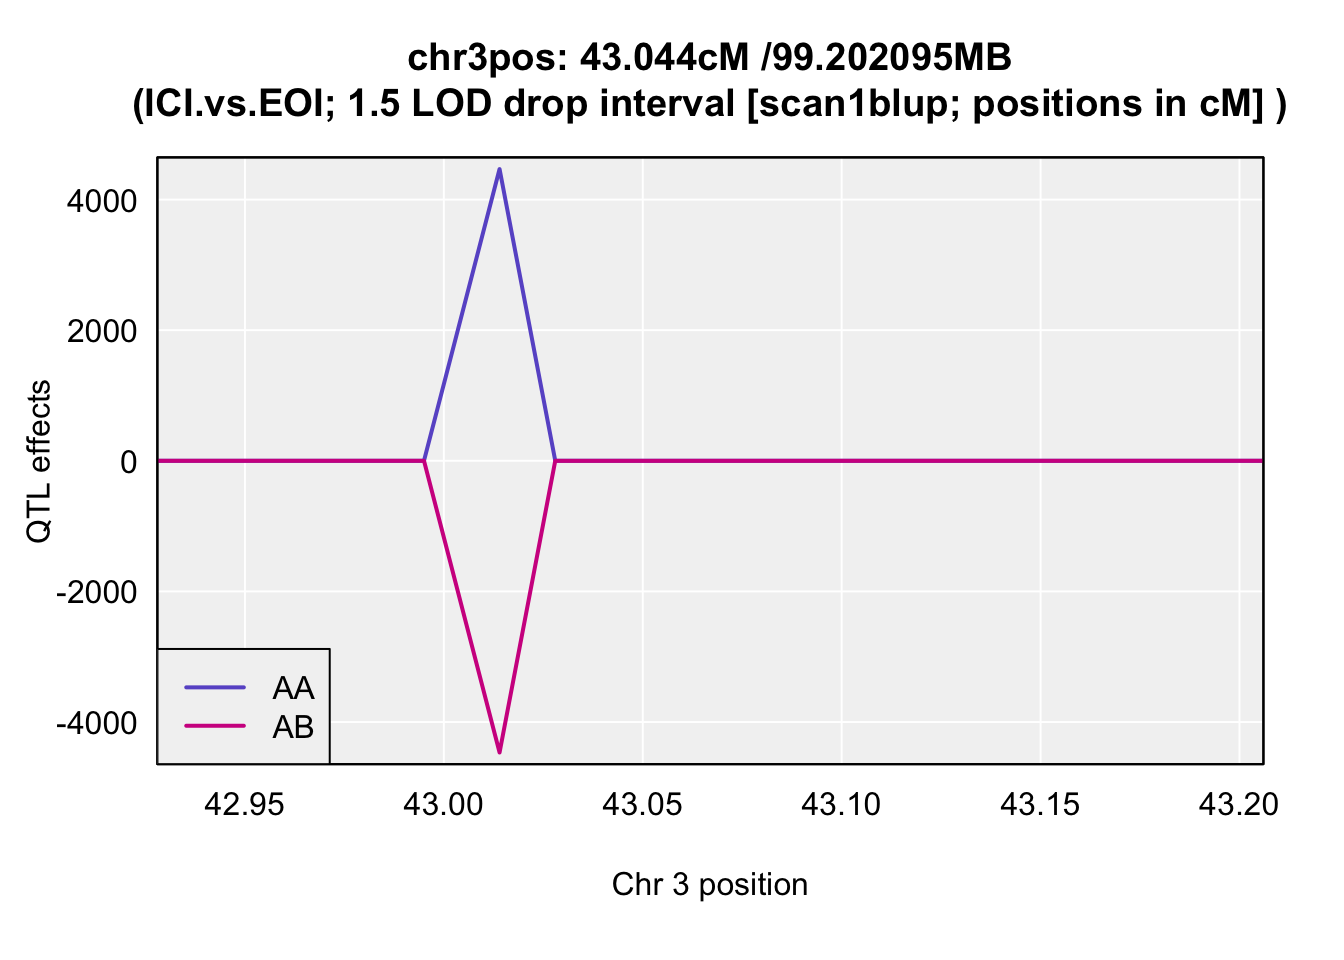 chr3pos: 43.044cM /99.202095MB
(ICI.vs.EOI; 1.5 LOD drop interval [scan1blup; positions in cM] )
QTL effects
4000
2000
0
-2000
-4000
AA
AB
42.95 43.00 43.05 43.10 43.15 43.20
Chr 3 position